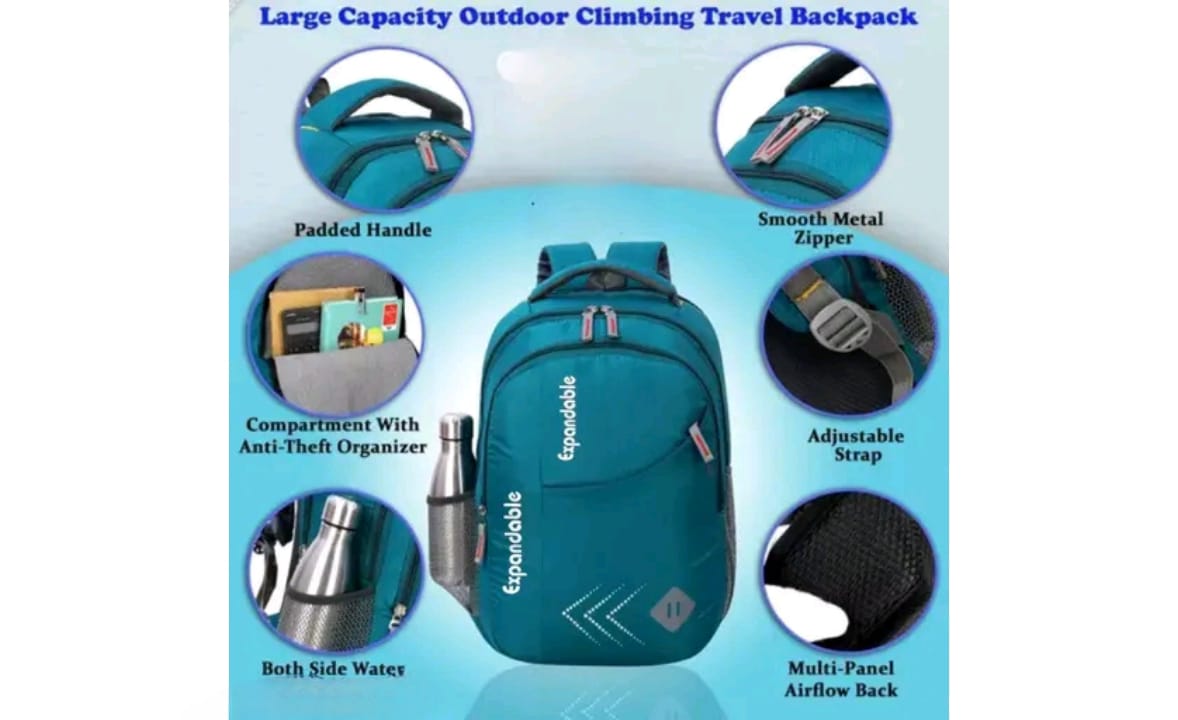 Large Capacity Outdoor Climbing Travel Backpack
Padded Handle
Smooth Metal
Zipper
Compartment With
Anti-Theft Organizer
Adjustable
Strap
Expandable
Expandable
Both Side Water
Multi-Panel
Airflow Back